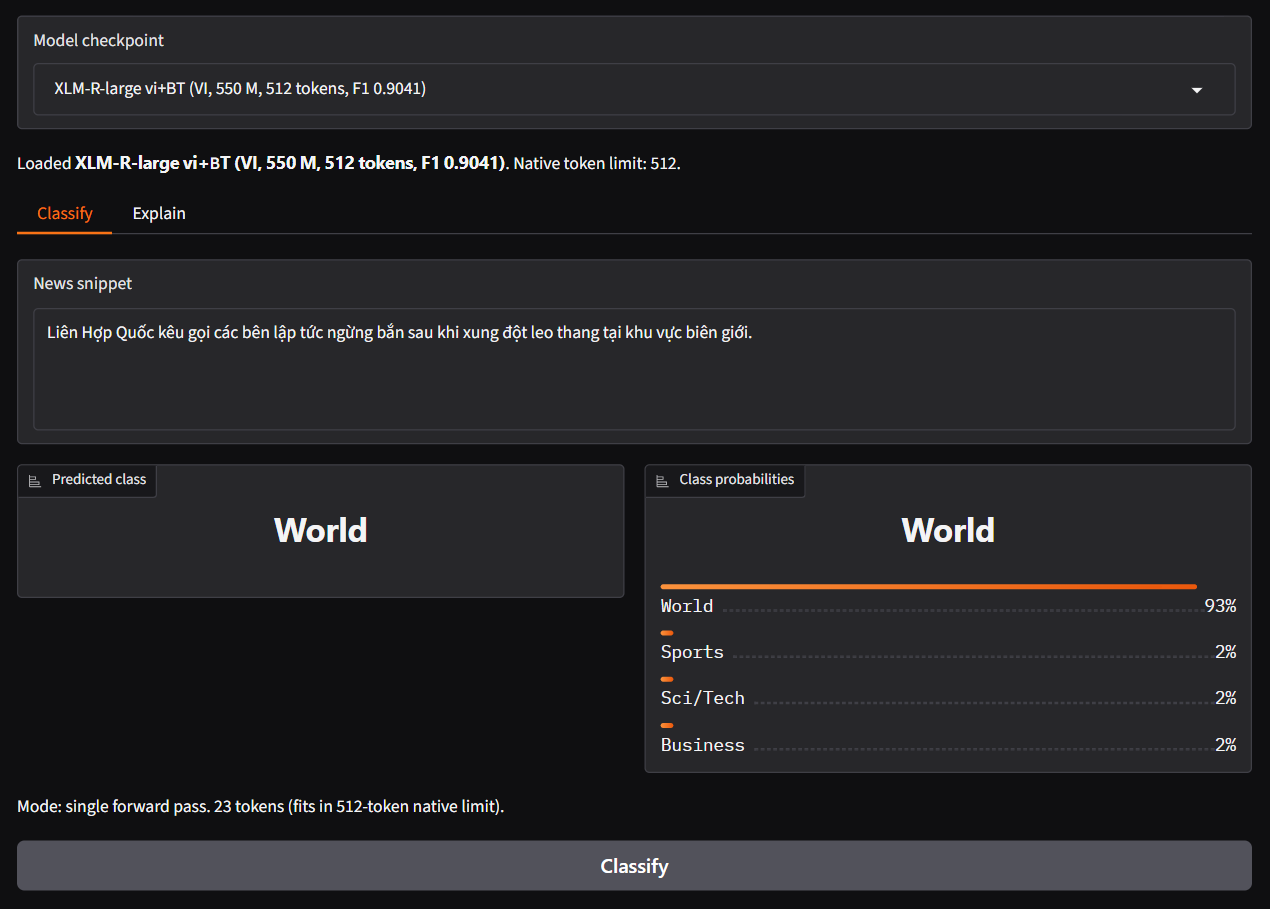 Model checkpoint
XLM-R-large vi+BT (VI, 550 M, 512 tokens, F1 0.9041)
Loaded XLM-R-large vi+BT (VI, 550 M, 512 tokens, F1 0.9041). Native token limit: 512.
Classify Explain
News snippet
Liên Hợp Quốc kêu gọi các bên lập tức ngừng bắn sau khi xung đột leo thang tại khu vực biên giới.
Predicted class
World
Class probabilities
World
World 93%
Sports 2%
Sci/Tech 2%
Business 2%
Mode: single forward pass. 23 tokens (fits in 512-token native limit).
Classify